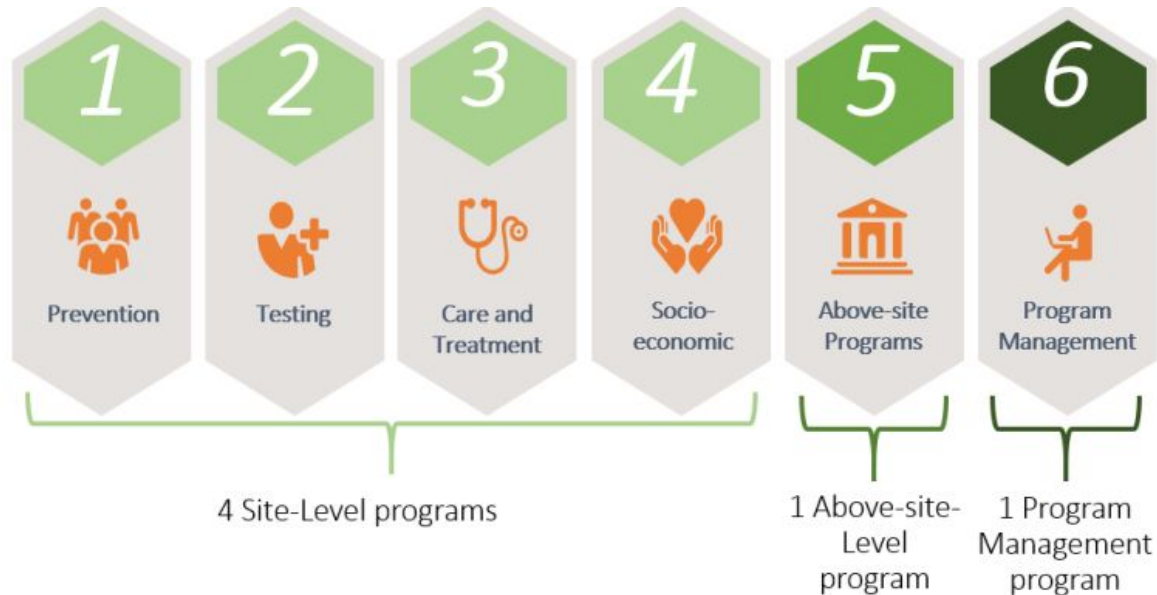 1
2
3
4
5
6
Prevention
Testing
Care and
Treatment
Socio-
economic
Above-site
Programs
Program
Management
4 Site-Level programs
1 Above-site-
Level
program
1 Program
Management
program